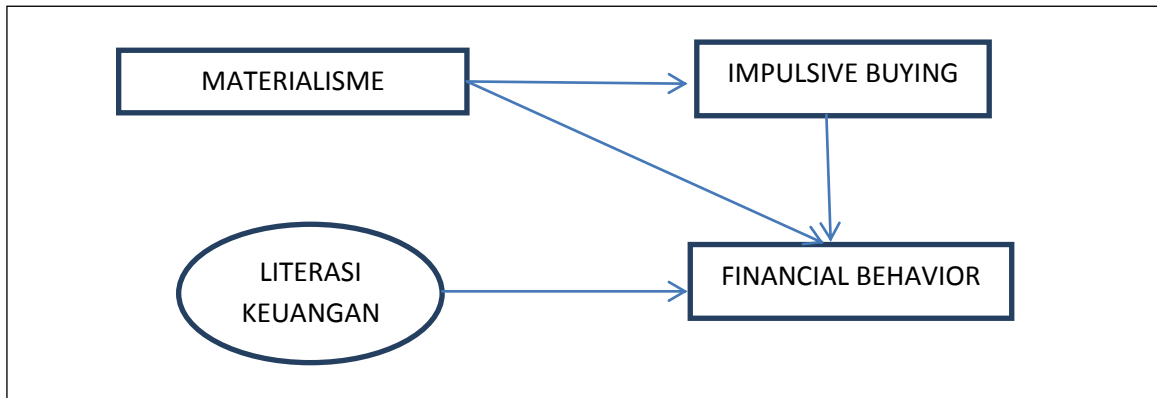 MATERIALISME
IMPULSIVE BUYING
LITERASI
KEUANGAN
FINANCIAL BEHAVIOR